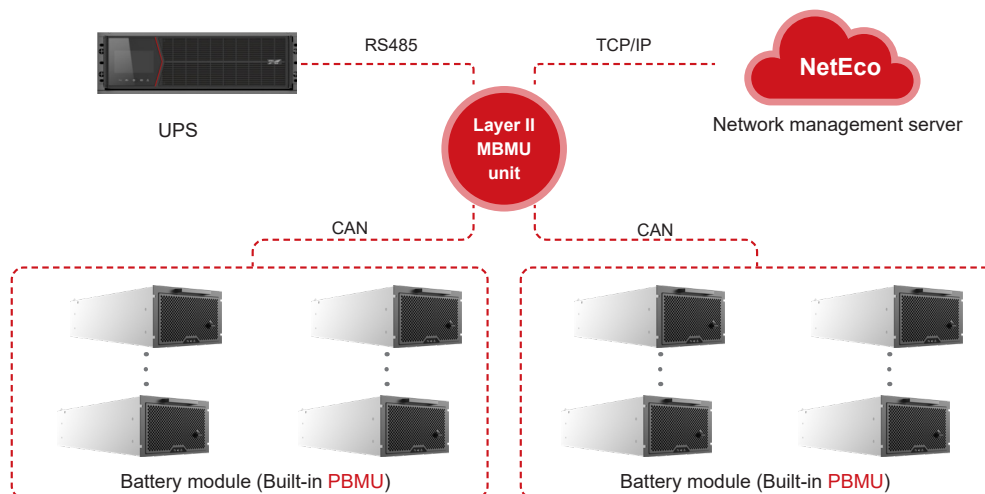 RS485
TCP/IP
NetEco
UPS
Network management server
Layer II
MBMU
unit
CAN
CAN
Battery module (Built-in PBMU)
Battery module (Built-in PBMU)